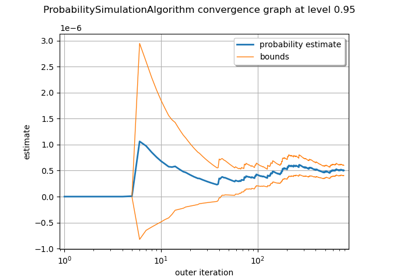 ProbabilitySimulationAlgorithm convergence graph at level 0.95
1e−6
3.0
2.5
2.0
1.5
1.0
0.5
0.0
−0.5
−1.0
estimate
probability estimate
bounds
10^0
10^1
10^2
outer iteration